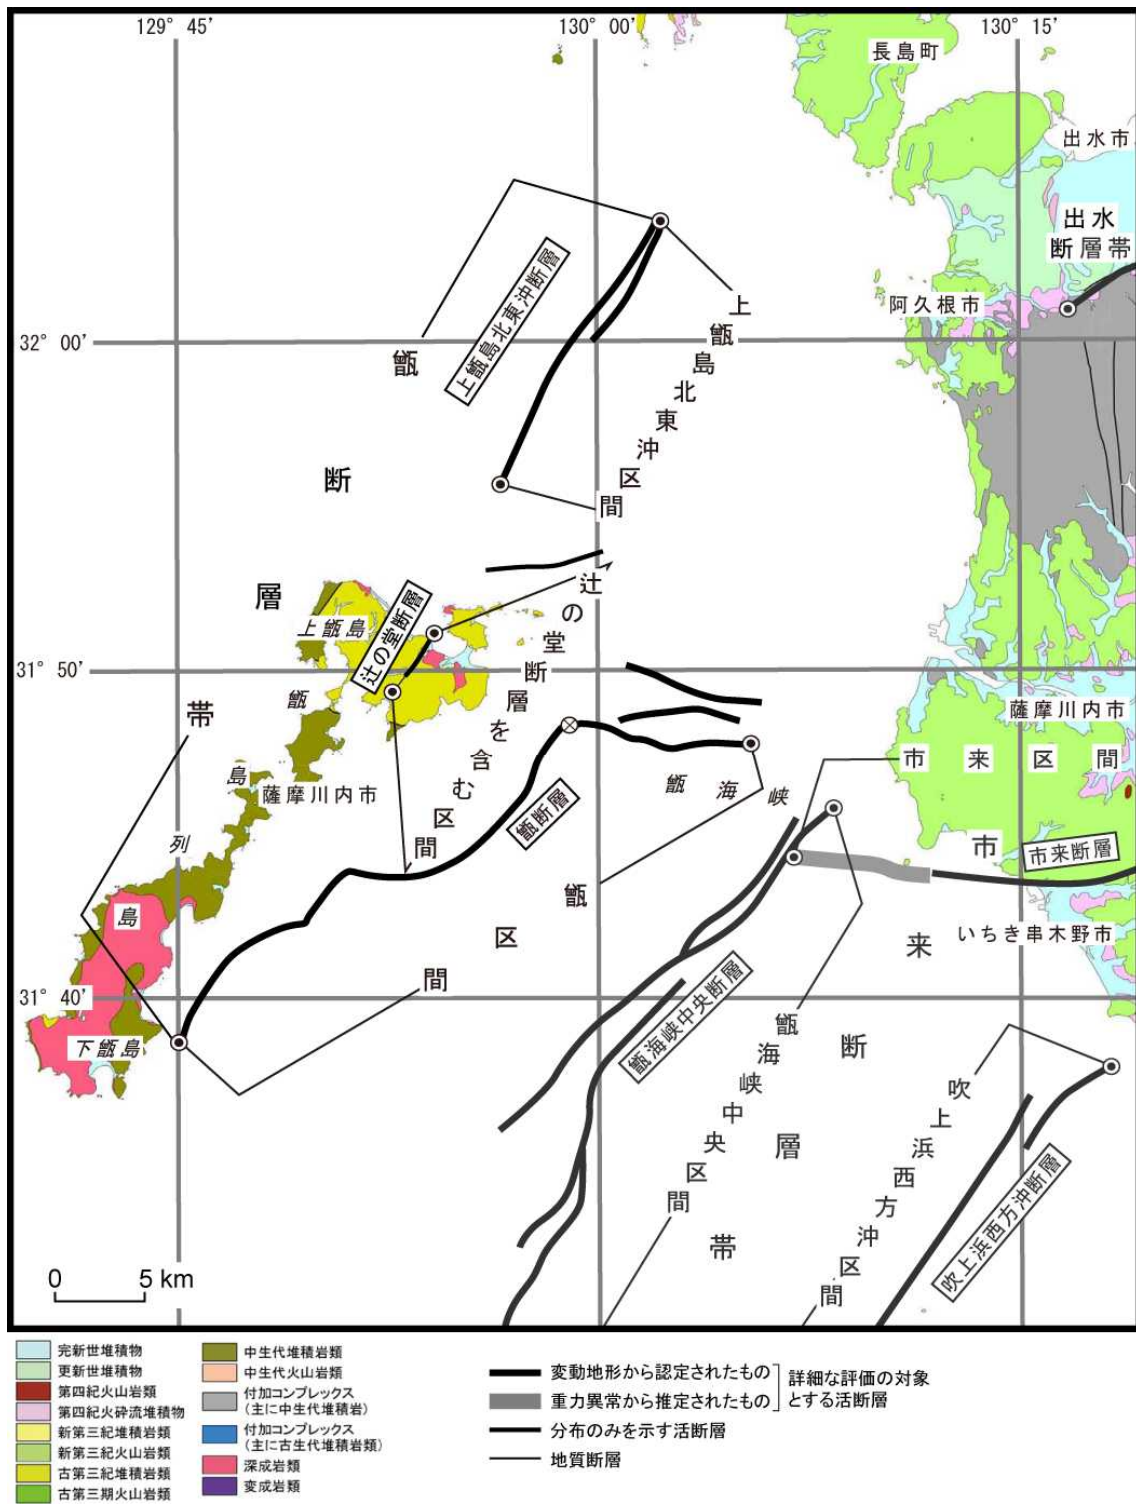 129° 45′
130° 00′
130° 15′
長島町
出水市
出水
断層帯
阿久根市
32° 00′
31° 50′
31° 40′
甑断層帯
上甑島北東沖断層
上甑島北東沖区間
辻の堂断層
辻の堂断層を含む区間
上甑島
甑島列島
薩摩川内市
下甑島
甑断層
甑区間
甑海峡
薩摩川内市
市来区間
市来断層
いちき串木野市
市来断層帯
甑海峡中央断層
甑海峡中央区間
吹上浜西方沖区間
吹上浜西方沖断層
0 5 km
完新世堆積物
更新世堆積物
第四紀火山岩類
第四紀火砕流堆積物
新第三紀堆積岩類
新第三紀火山岩類
古第三紀堆積岩類
古第三期火山岩類
中生代堆積岩類
中生代火山岩類
付加コンプレックス
(主に中生代堆積岩)
付加コンプレックス
(主に古生代堆積岩類)
深成岩類
変成岩類
変動地形から認定されたもの
重力異常から推定されたもの
詳細な評価の対象
とする活断層
分布のみを示す活断層
地質断層